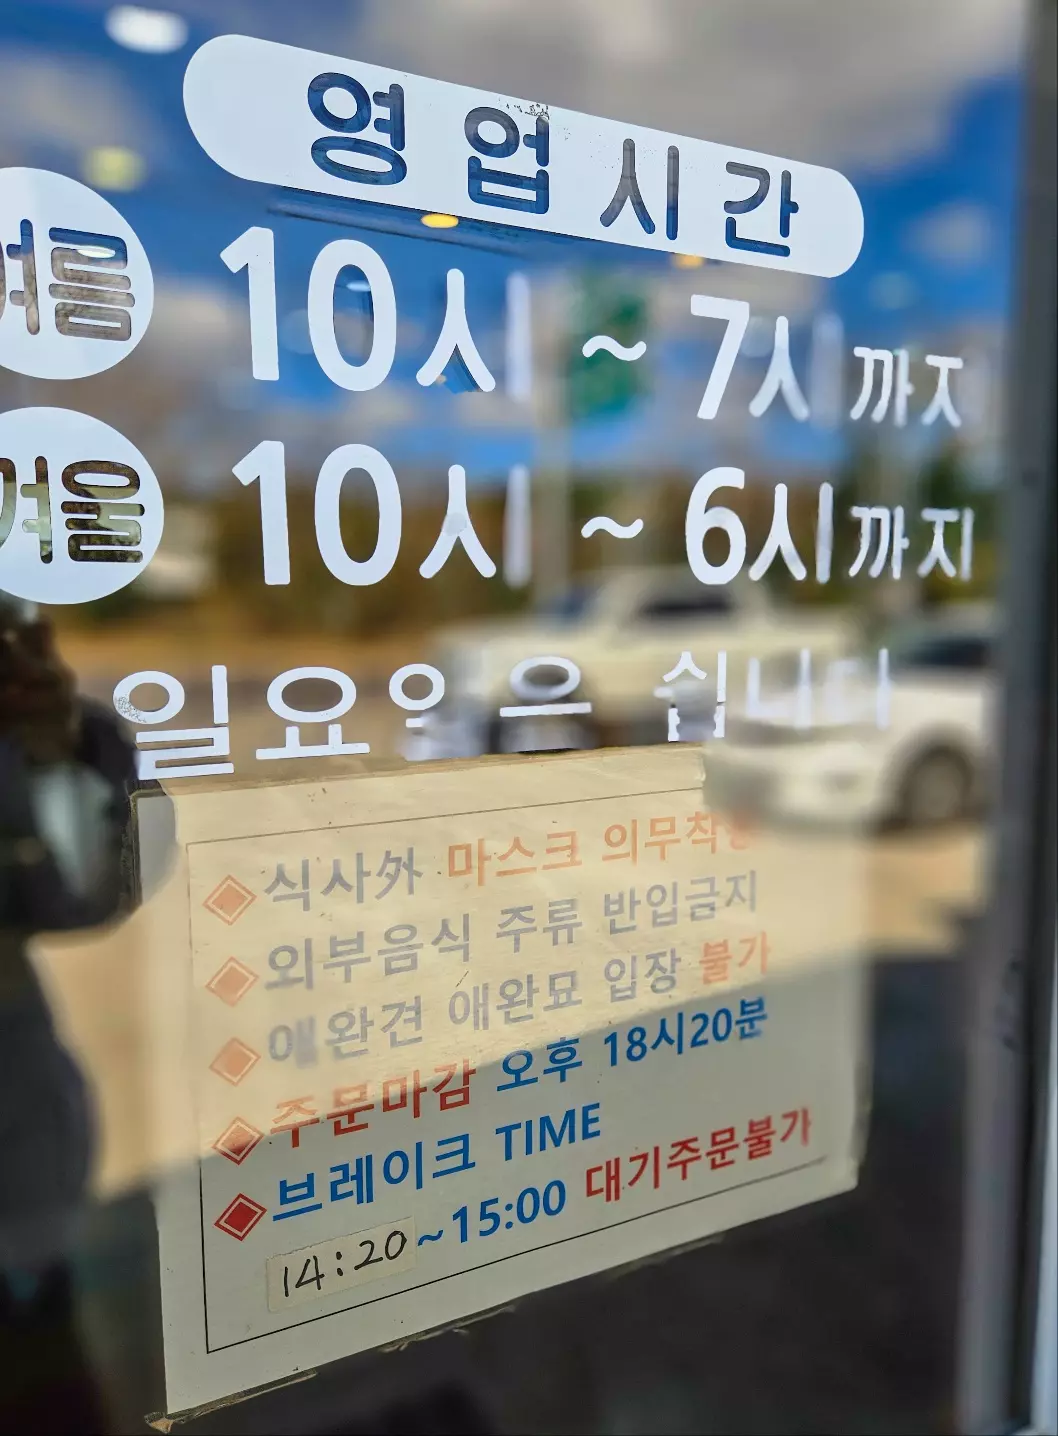 영업시간
여름 10시 ~ 7시까지
겨울 10시 ~ 6시까지
일요일은 쉽니다
식사外 마스크 의무착용
외부음식 주류 반입금지
애완견 애완묘 입장 불가
주문마감 오후 18시20분
브레이크 TIME
14:20~15:00 대기주문불가